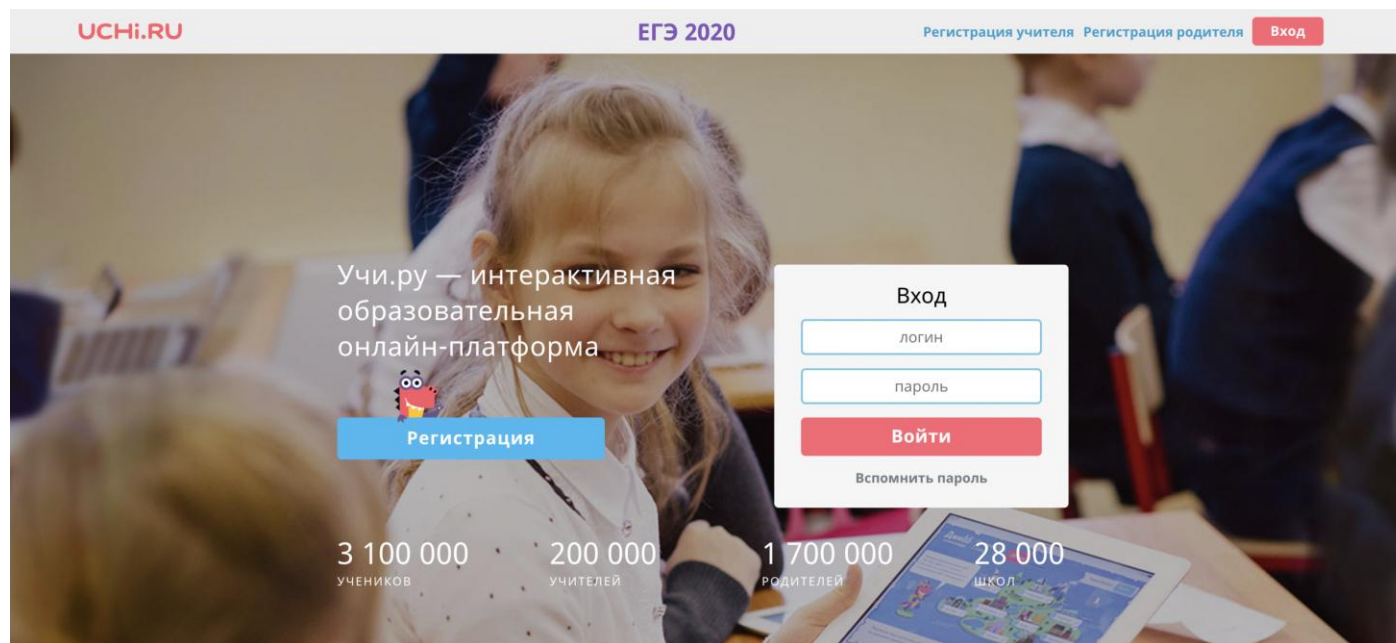 UCHi.RU
ЕГЭ 2020
Регистрация учителя Регистрация родителя Вход
Учи.ру — интерактивная
образовательная
онлайн-платформа
Регистрация
Вход
логин
пароль
Войти
Вспомнить пароль
3 100 000 200 000 1 700 000 28 000
УЧЕНИКОВ УЧИТЕЛЕЙ РОДИТЕЛЕЙ ШКОЛ